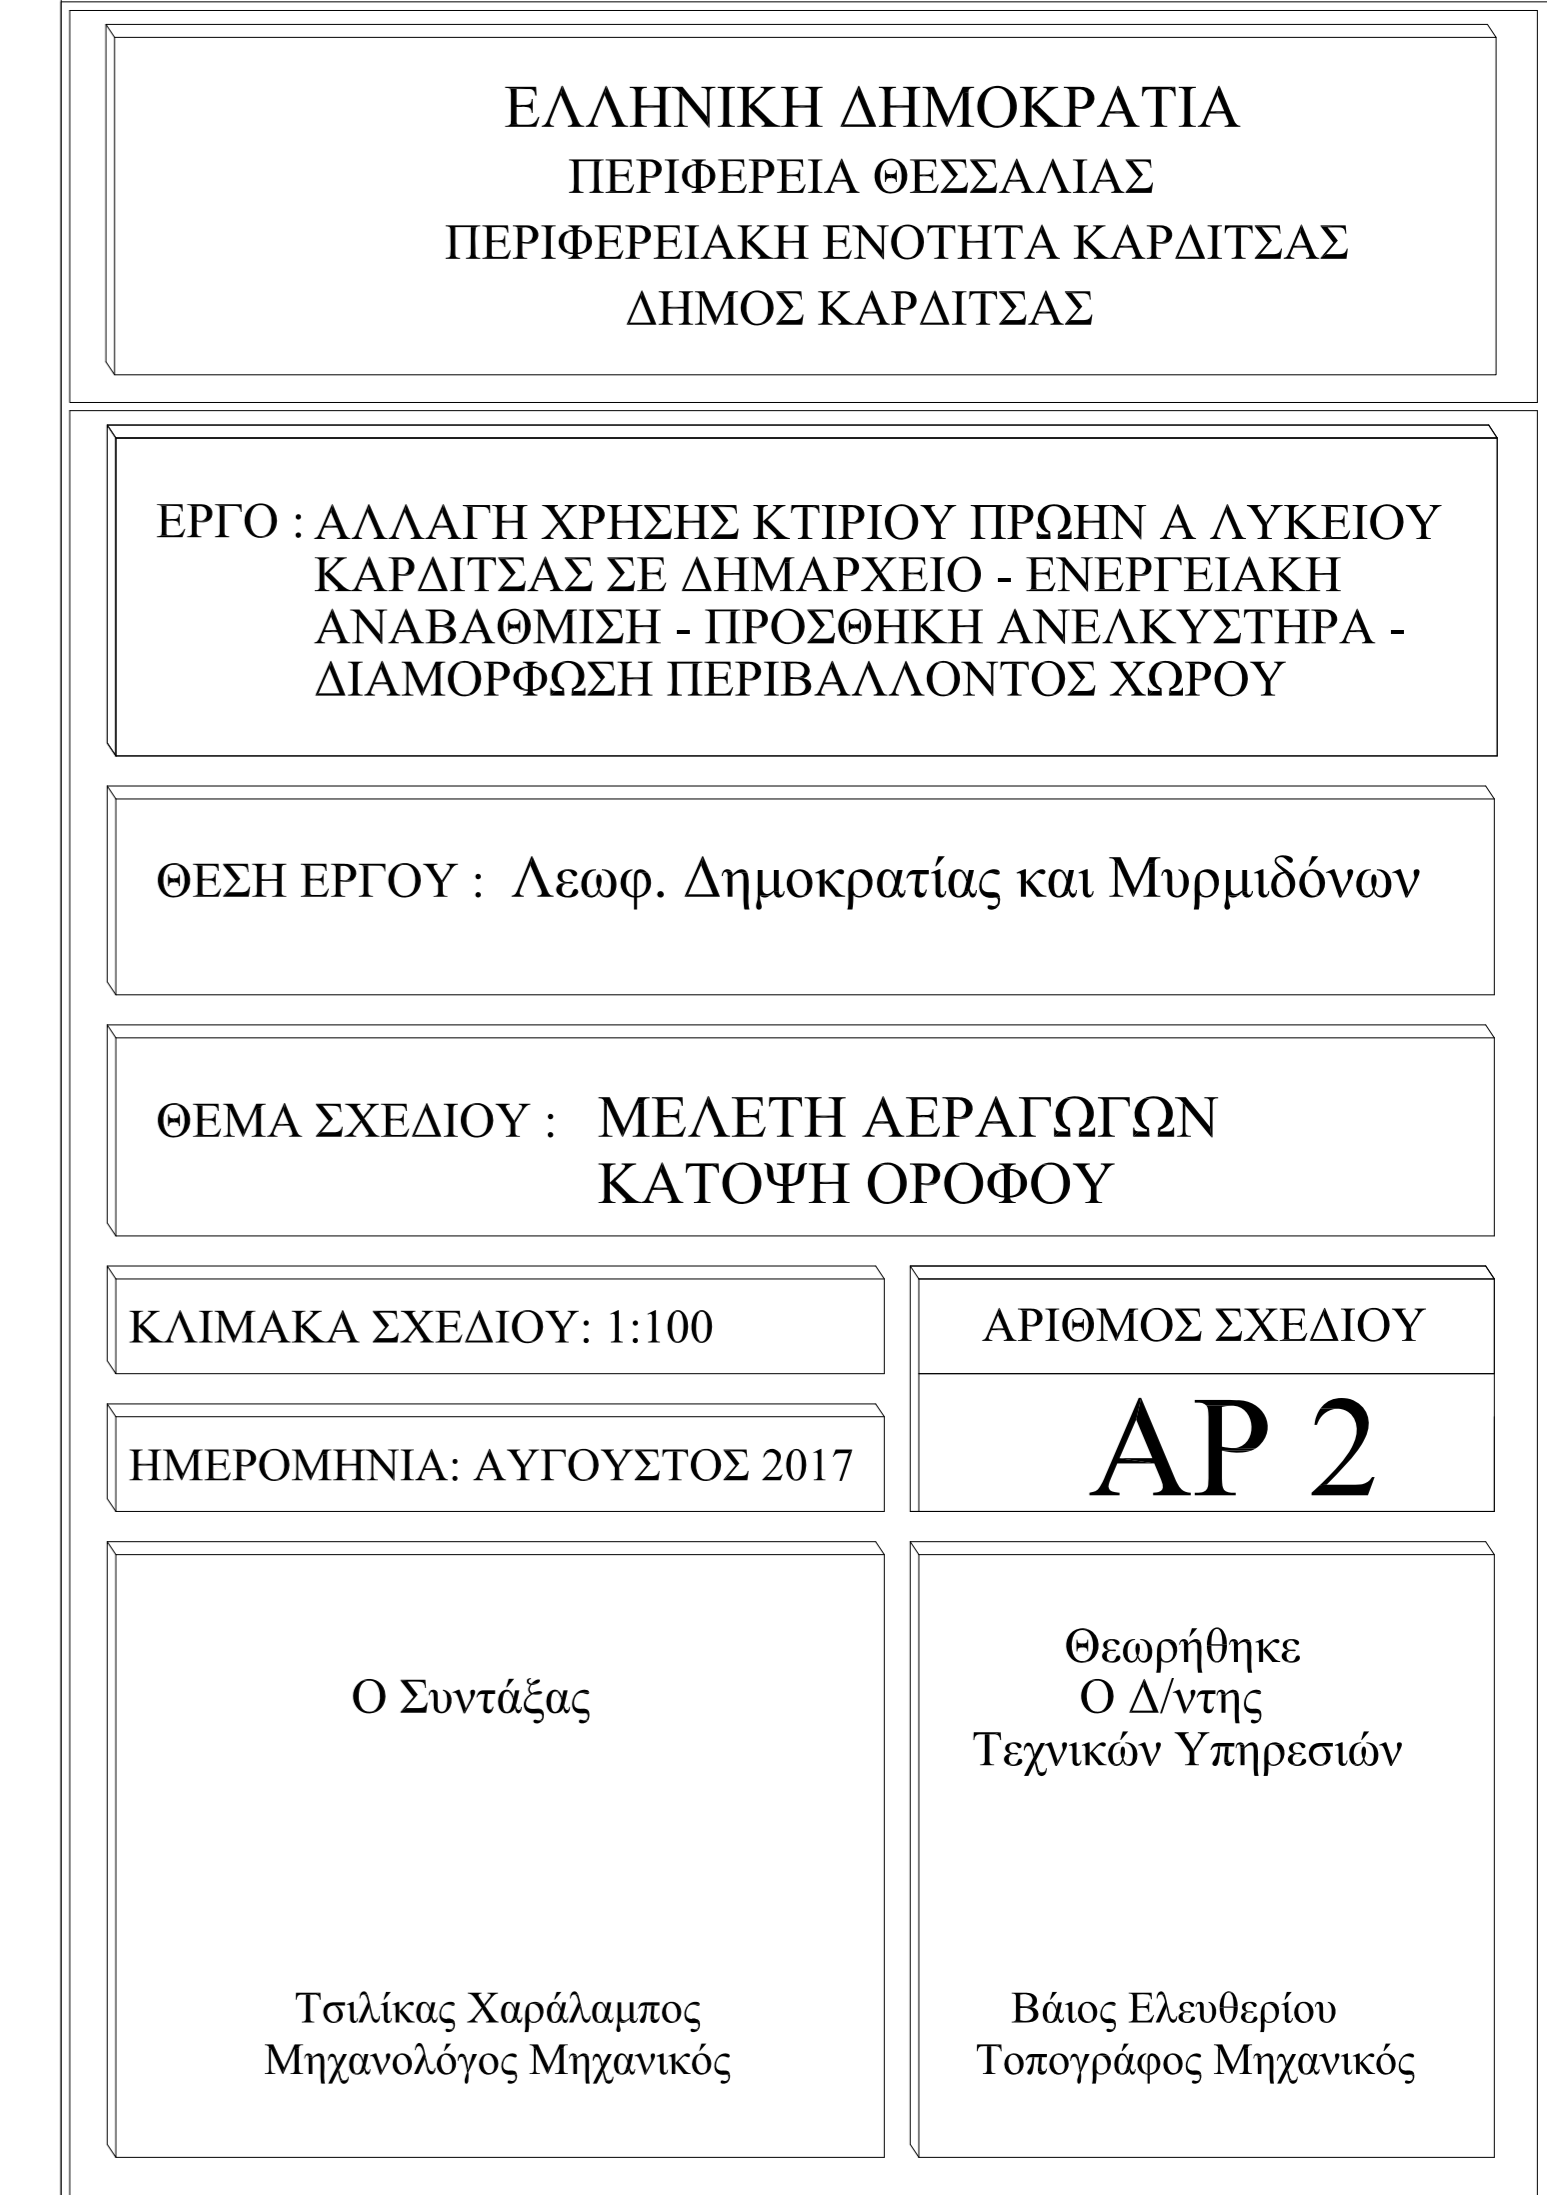 ΕΛΛΗΝΙΚΗ ΔΗΜΟΚΡΑΤΙΑ
ΠΕΡΙΦΕΡΕΙΑ ΘΕΣΣΑΛΙΑΣ
ΠΕΡΙΦΕΡΕΙΑΚΗ ΕΝΟΤΗΤΑ ΚΑΡΔΙΤΣΑΣ
ΔΗΜΟΣ ΚΑΡΔΙΤΣΑΣ
ΕΡΓΟ : ΑΛΛΑΓΗ ΧΡΗΣΗΣ ΚΤΙΡΙΟΥ ΠΡΩΗΝ Α ΛΥΚΕΙΟΥ
ΚΑΡΔΙΤΣΑΣ ΣΕ ΔΗΜΑΡΧΕΙΟ - ΕΝΕΡΓΕΙΑΚΗ
ΑΝΑΒΑΘΜΙΣΗ - ΠΡΟΣΘΗΚΗ ΑΝΕΛΚΥΣΤΗΡΑ -
ΔΙΑΜΟΡΦΩΣΗ ΠΕΡΙΒΑΛΛΟΝΤΟΣ ΧΩΡΟΥ
ΘΕΣΗ ΕΡΓΟΥ : Λεωφ. Δημοκρατίας και Μυρμιδόνων
ΘΕΜΑ ΣΧΕΔΙΟΥ : ΜΕΛΕΤΗ ΑΕΡΑΓΩΓΩΝ
ΚΑΤΟΨΗ ΟΡΟΦΟΥ
ΚΛΙΜΑΚΑ ΣΧΕΔΙΟΥ: 1:100
ΑΡΙΘΜΟΣ ΣΧΕΔΙΟΥ
ΑΡ 2
ΗΜΕΡΟΜΗΝΙΑ: ΑΥΓΟΥΣΤΟΣ 2017
Ο Συντάξας
Τσιλίκας Χαράλαμπος
Μηχανολόγος Μηχανικός
Θεωρήθηκε
Ο Δ/ντης
Τεχνικών Υπηρεσιών
Βάιος Ελευθερίου
Τοπογράφος Μηχανικός